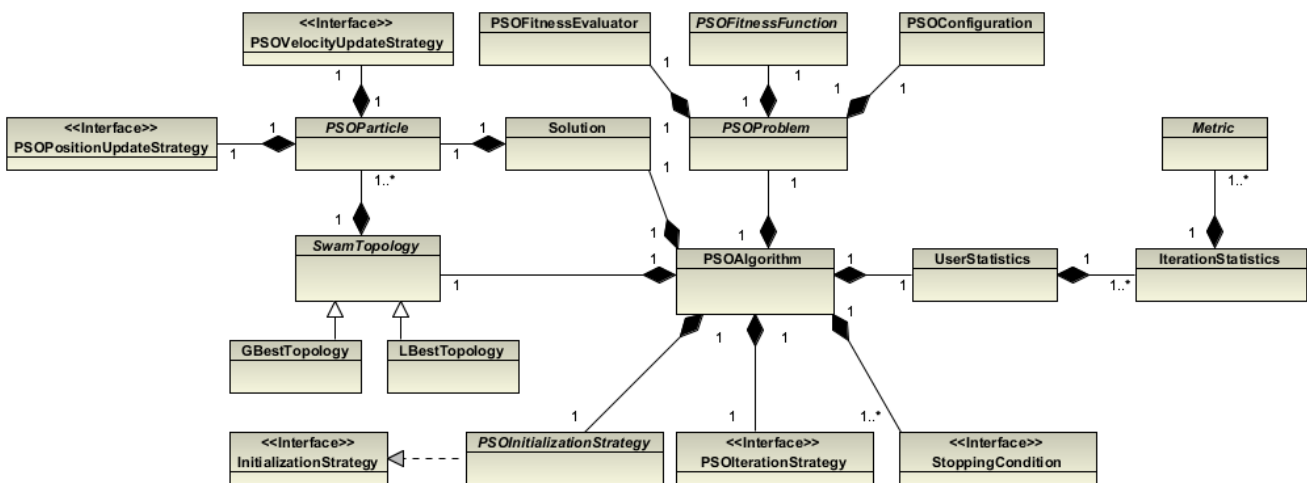 <<Interface>>
PSOVelocityUpdateStrategy
PSOFitnessEvaluator
PSOFitnessFunction
PSOConfiguration
1
1
1
1
1
1
1
1
<<Interface>>
PSOPositionUpdateStrategy
1
1
PSOParticle
1
1
Solution
1
1
PSOProblem
Metric
1..*
1
1
1..*
1
1
SwamTopology
1
1
PSOAlgorithm
1
1
UserStatistics
1
1..*
IterationStatistics
GBestTopology
LBestTopology
1
1
1
1
1
1..*
<<Interface>>
InitializationStrategy
PSOInitializationStrategy
<<Interface>>
PSOIterationStrategy
<<Interface>>
StoppingCondition